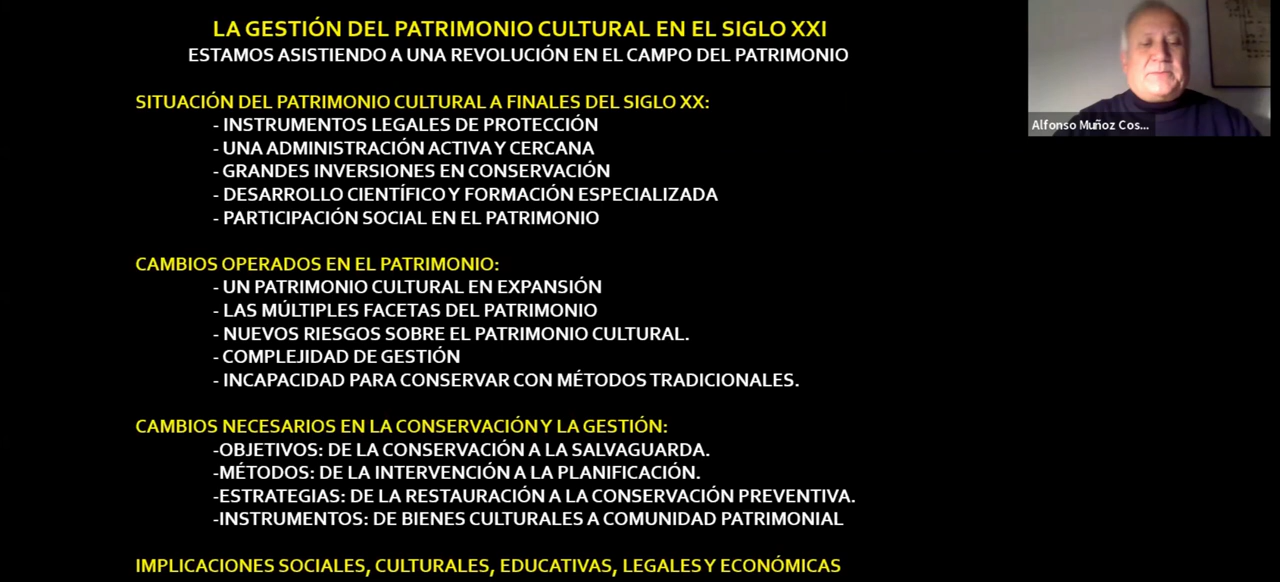 LA GESTIÓN DEL PATRIMONIO CULTURAL EN EL SIGLO XXI
ESTAMOS ASISTIENDO A UNA REVOLUCIÓN EN EL CAMPO DEL PATRIMONIO
SITUACIÓN DEL PATRIMONIO CULTURAL A FINALES DEL SIGLO XX:
- INSTRUMENTOS LEGALES DE PROTECCIÓN
- UNA ADMINISTRACIÓN ACTIVA Y CERCANA
- GRANDES INVERSIONES EN CONSERVACIÓN
- DESARROLLO CIENTÍFICO Y FORMACIÓN ESPECIALIZADA
- PARTICIPACIÓN SOCIAL EN EL PATRIMONIO
CAMBIOS OPERADOS EN EL PATRIMONIO:
- UN PATRIMONIO CULTURAL EN EXPANSIÓN
- LAS MÚLTIPLES FACETAS DEL PATRIMONIO
- NUEVOS RIESGOS SOBRE EL PATRIMONIO CULTURAL.
- COMPLEJIDAD DE GESTIÓN
- INCAPACIDAD PARA CONSERVAR CON MÉTODOS TRADICIONALES.
CAMBIOS NECESARIOS EN LA CONSERVACIÓN Y LA GESTIÓN:
-OBJETIVOS: DE LA CONSERVACIÓN A LA SALVAGUARDA.
-MÉTODOS: DE LA INTERVENCIÓN A LA PLANIFICACIÓN.
-ESTRATEGIAS: DE LA RESTAURACIÓN A LA CONSERVACIÓN PREVENTIVA.
-INSTRUMENTOS: DE BIENES CULTURALES A COMUNIDAD PATRIMONIAL
IMPLICACIONES SOCIALES, CULTURALES, EDUCATIVAS, LEGALES Y ECONÓMICAS
Alfonso Muñoz Cos...